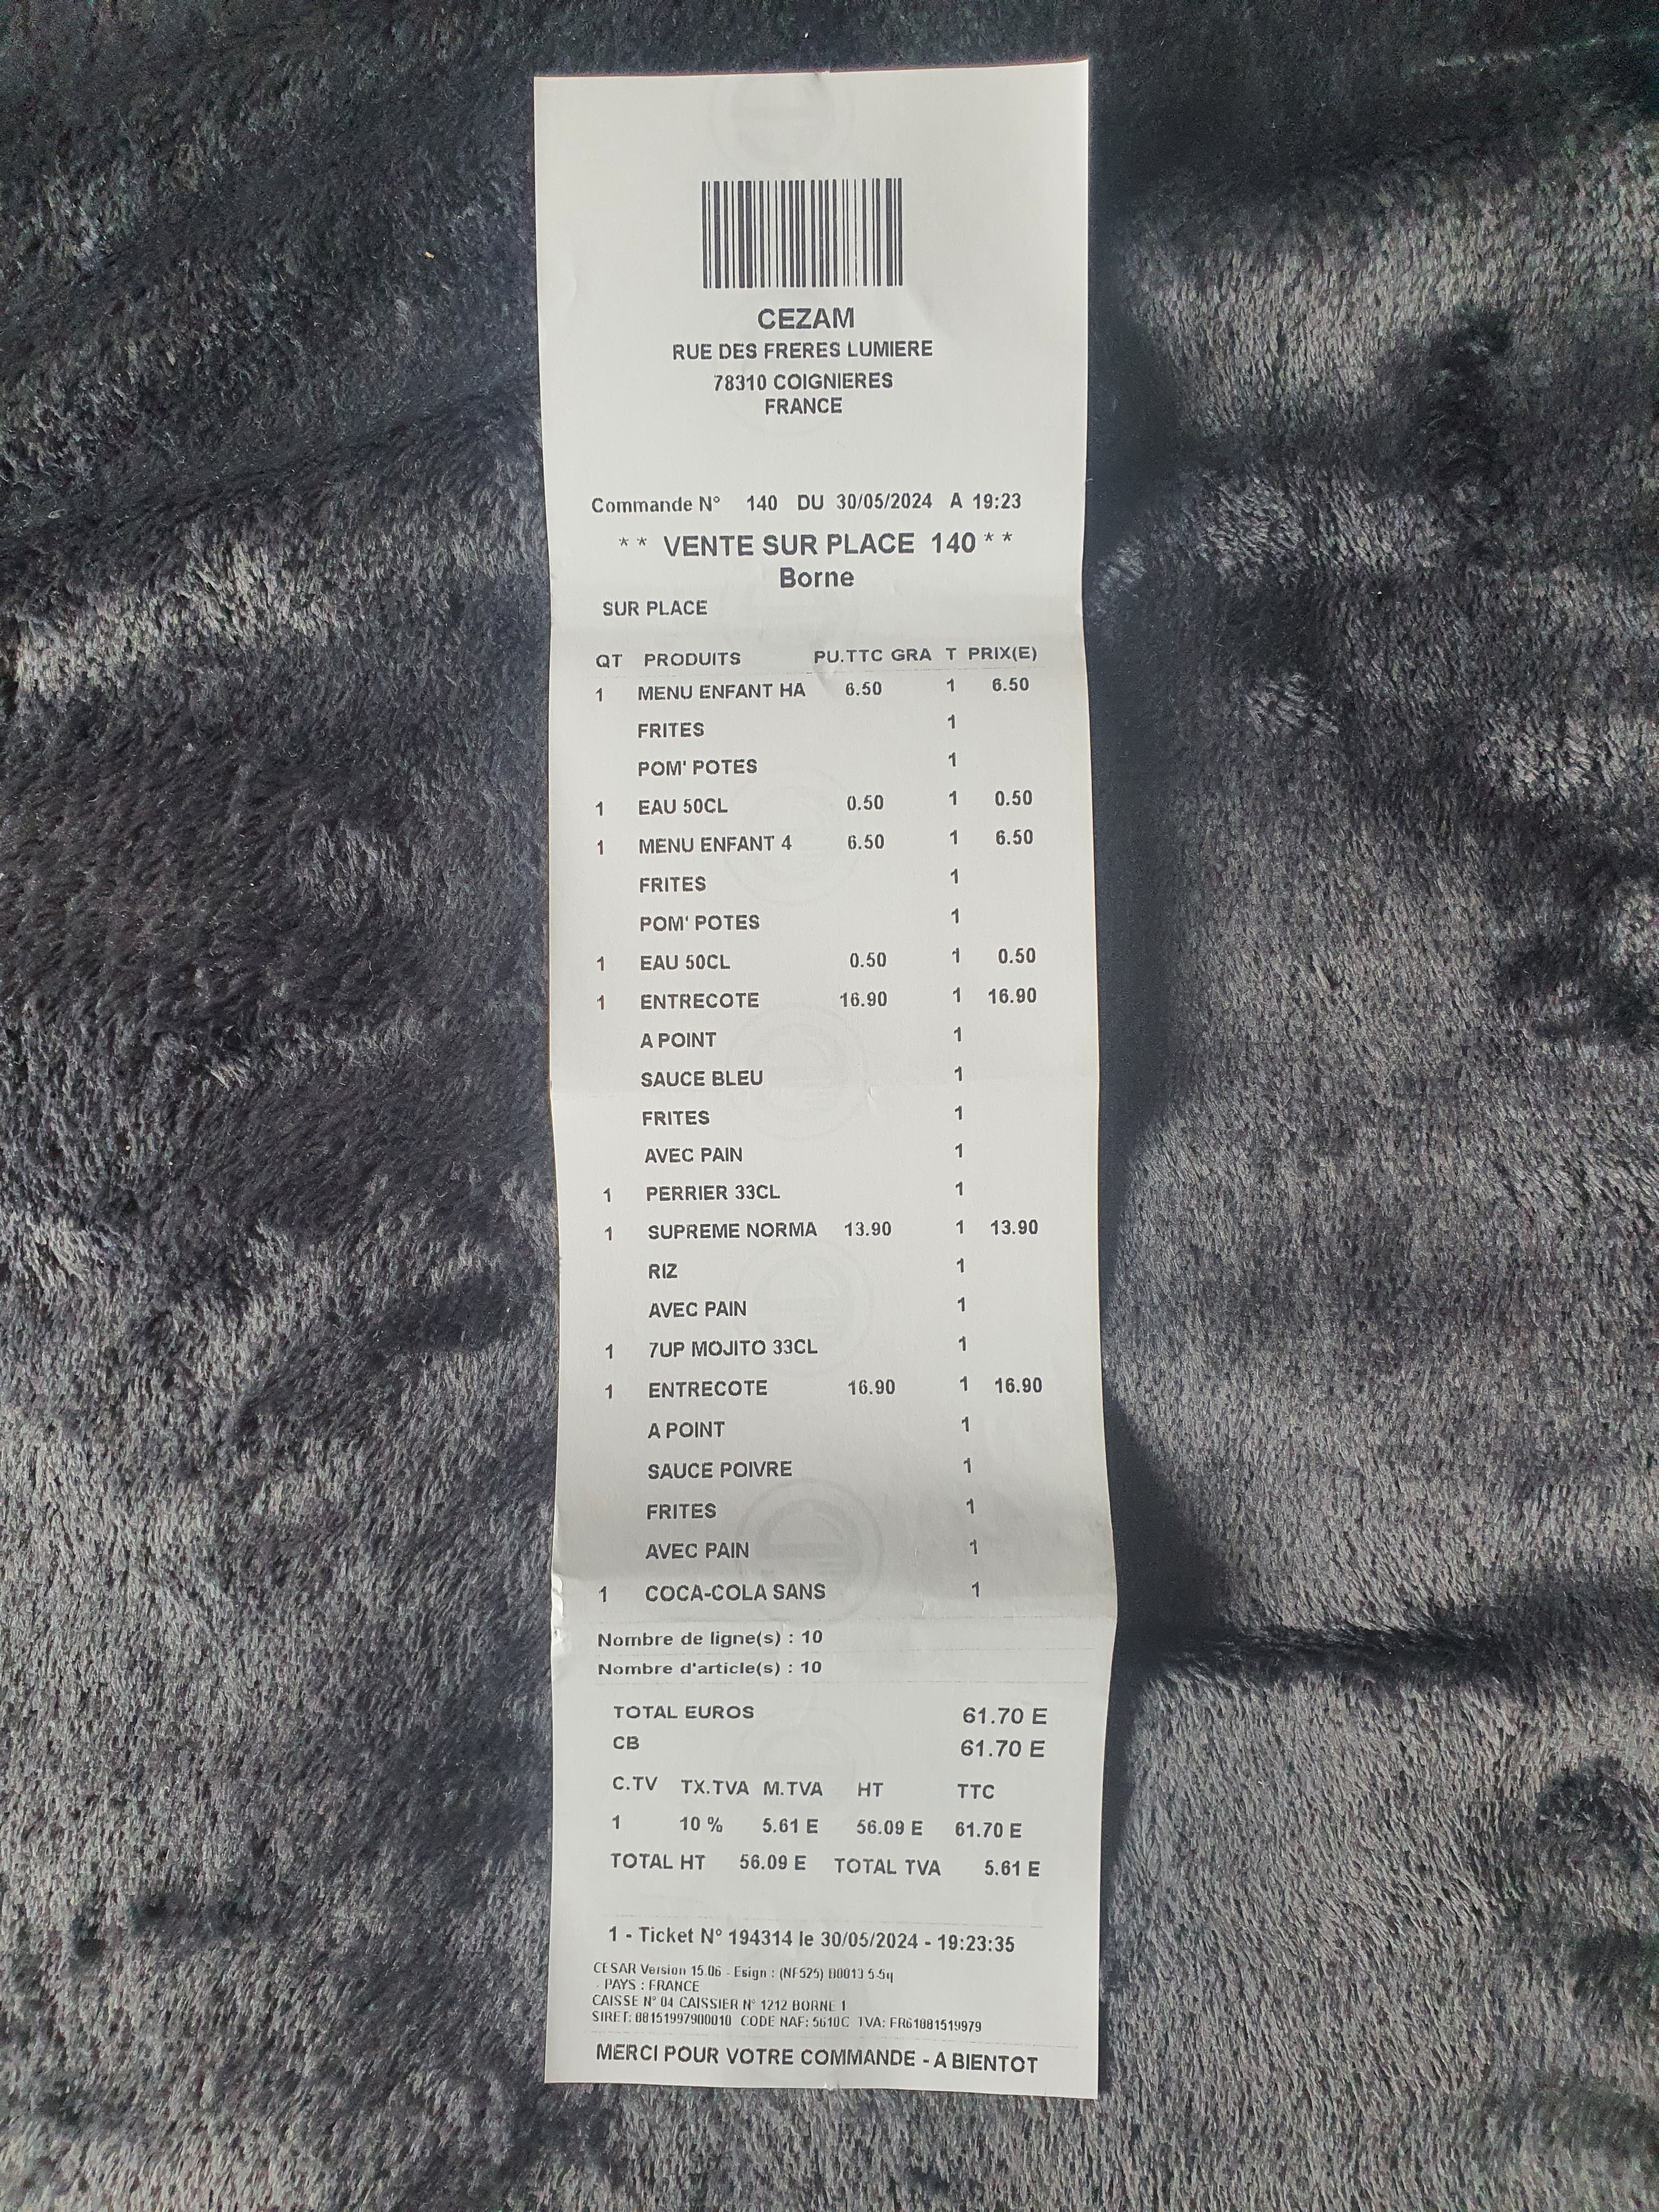 CEZAM
RUE DES FRERES LUMIERE
78310 COIGNIERES
FRANCE
Commande N° 140 DU 30/05/2024 A 19:23
** VENTE SUR PLACE 140 **
Borne
SUR PLACE
QT PRODUITS PU.TTC GRA T PRIX(E)
1 MENU ENFANT HA 6.50 1 6.50
FRITES 1
POM' POTES 1
1 EAU 50CL 0.50 1 0.50
1 MENU ENFANT 4 6.50 1 6.50
FRITES 1
POM' POTES 1
1 EAU 50CL 0.50 1 0.50
1 ENTRECOTE 16.90 1 16.90
A POINT 1
SAUCE BLEU 1
FRITES 1
AVEC PAIN 1
1 PERRIER 33CL 1
1 SUPREME NORMA 13.90 1 13.90
RIZ 1
AVEC PAIN 1
1 7UP MOJITO 33CL 1
1 ENTRECOTE 16.90 1 16.90
A POINT 1
SAUCE POIVRE 1
FRITES 1
AVEC PAIN 1
1 COCA-COLA SANS 1
Nombre de ligne(s) : 10
Nombre d'article(s) : 10
TOTAL EUROS 61.70 E
CB 61.70 E
C.TV TX.TVA M.TVA HT TTC
1 10 % 5.61 E 56.09 E 61.70 E
TOTAL HT 56.09 E TOTAL TVA 5.61 E
1 - Ticket N° 194314 le 30/05/2024 - 19:23:35
CESAR Version 15.06 - Esign : (NF525)
- PAYS : FRANCE
CAISSE N° 04 CAISSIER N° 1212 BORNE 1
SIRET: 88151997900010 CODE NAF: 5610C TVA: FR61881519979
MERCI POUR VOTRE COMMANDE - A BIENTOT